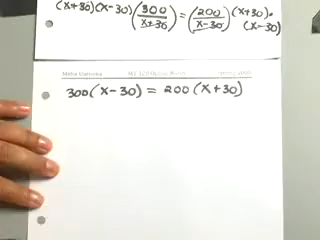 (x+30)(x-30)(300/x+30) = (200/x-30)(x+30)·(x-30)
300(x-30) = 200(x+30)